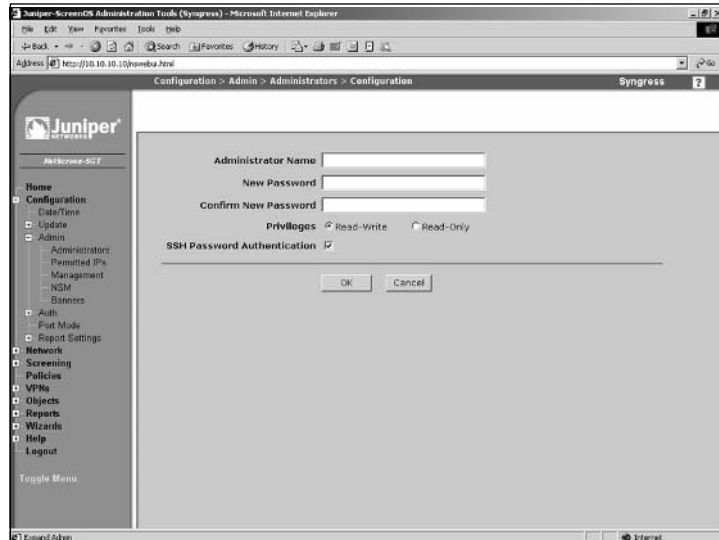 Juniper-ScreenOS Administration Tools (Syngress) - Microsoft Internet Explorer
File Edit View Favorites Tools Help
Back Search Favorites History
Address http://10.10.10.10/nswebui.html Go
Configuration > Admin > Administrators > Configuration Syngress ?
Juniper
NETWORKS
NetScreen-5GT
Home
Configuration
Date/Time
Update
Admin
Administrators
Permitted IPs
Management
NSM
Banners
Auth
Port Mode
Report Settings
Network
Screening
Policies
VPNs
Objects
Reports
Wizards
Help
Logout
Toggle Menu
Administrator Name
New Password
Confirm New Password
Privileges Read-Write Read-Only
SSH Password Authentication
OK Cancel
Expand Admin Internet